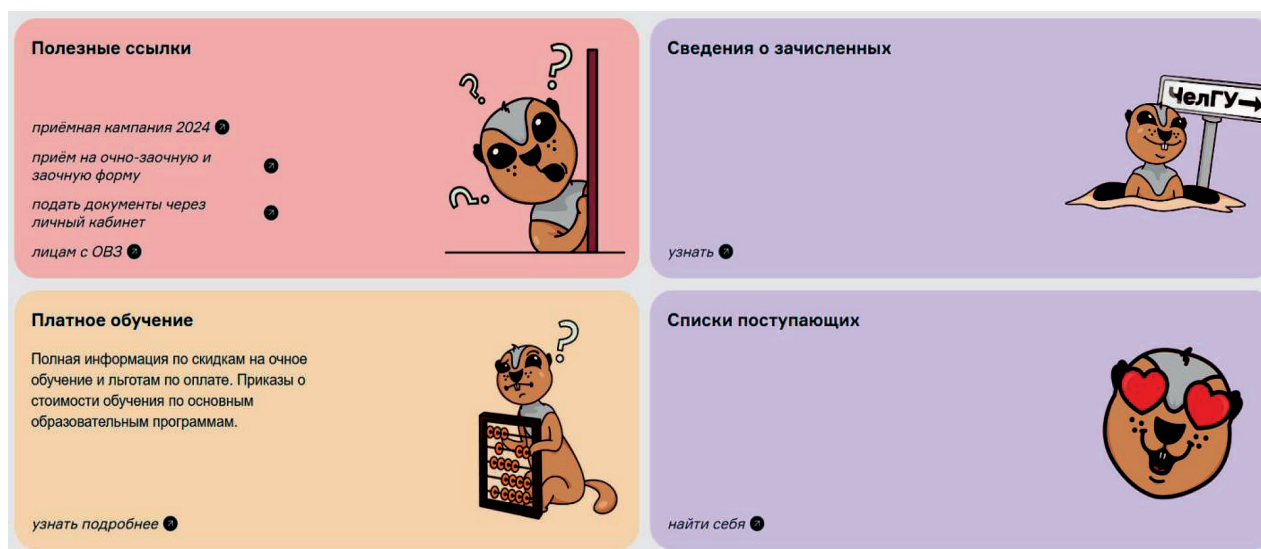 Полезные ссылки
приёмная кампания 2024
приём на очно-заочную и
заочную форму
подать документы через
личный кабинет
лицам с ОВЗ
Сведения о зачисленных
ЧелГУ→
узнать
Платное обучение
Полная информация по скидкам на очное
обучение и льготам по оплате. Приказы о
стоимости обучения по основным
образовательным программам.
узнать подробнее
Списки поступающих
найти себя